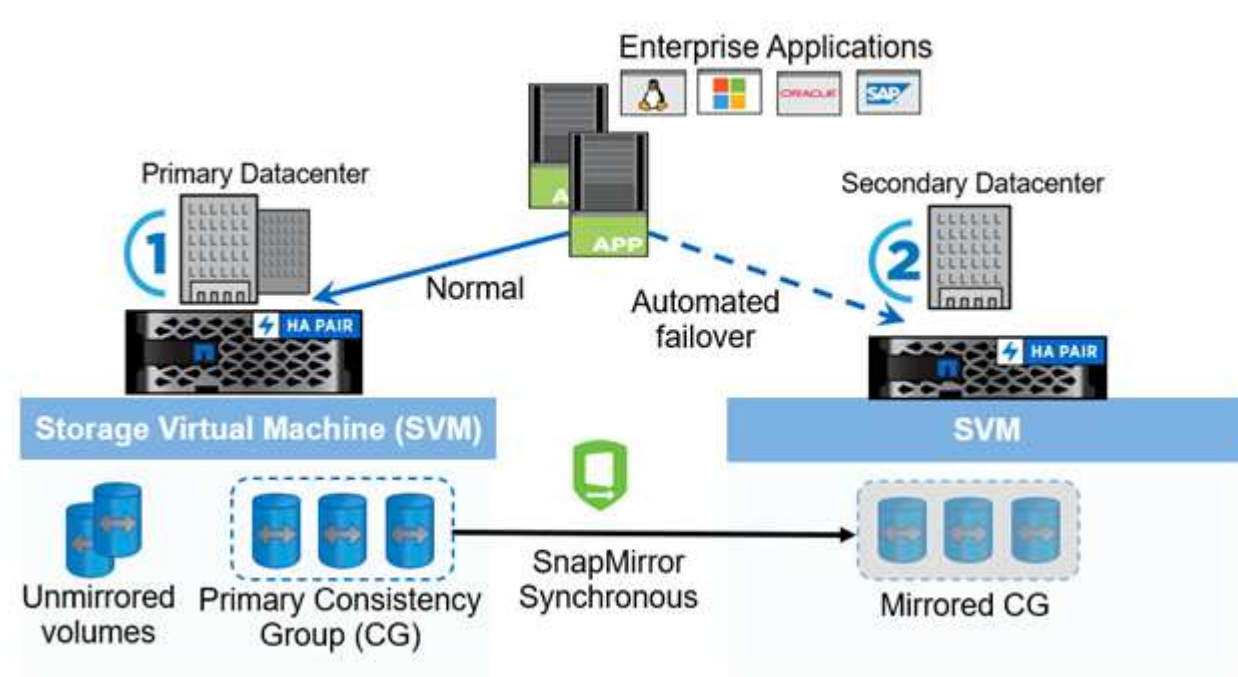 Enterprise Applications
ORACLE
SAP
Primary Datacenter
Secondary Datacenter
1
A
APP
2
Normal
Automated
failover
HA PAIR
HA PAIR
Storage Virtual Machine (SVM)
SVM
SnapMirror
Synchronous
Unmirrored
volumes
Primary Consistency
Group (CG)
Mirrored CG